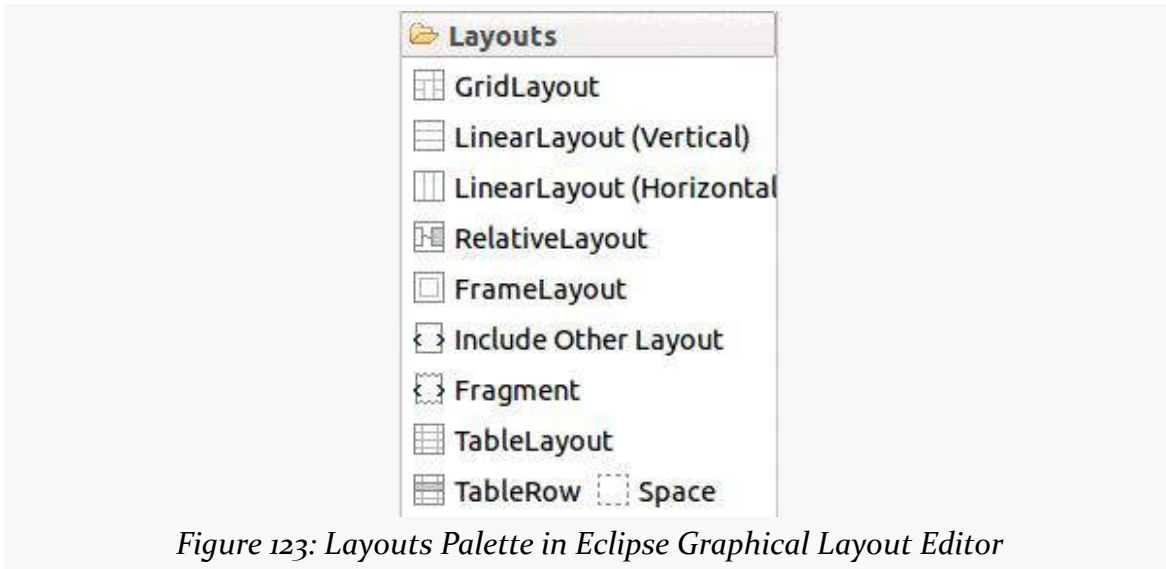 Layouts
GridLayout
LinearLayout (Vertical)
LinearLayout (Horizontal
RelativeLayout
FrameLayout
Include Other Layout
Fragment
TableLayout
TableRow Space
Figure 123: Layouts Palette in Eclipse Graphical Layout Editor